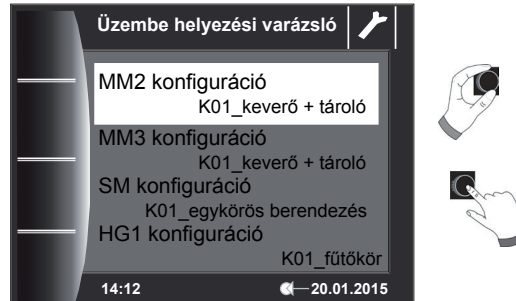 Üzembe helyezési varázsló
MM2 konfiguráció
K01_keverő + tároló
MM3 konfiguráció
K01_keverő + tároló
SM konfiguráció
K01_egykörös berendezés
HG1 konfiguráció
K01_fűtőkör
14:12
20.01.2015